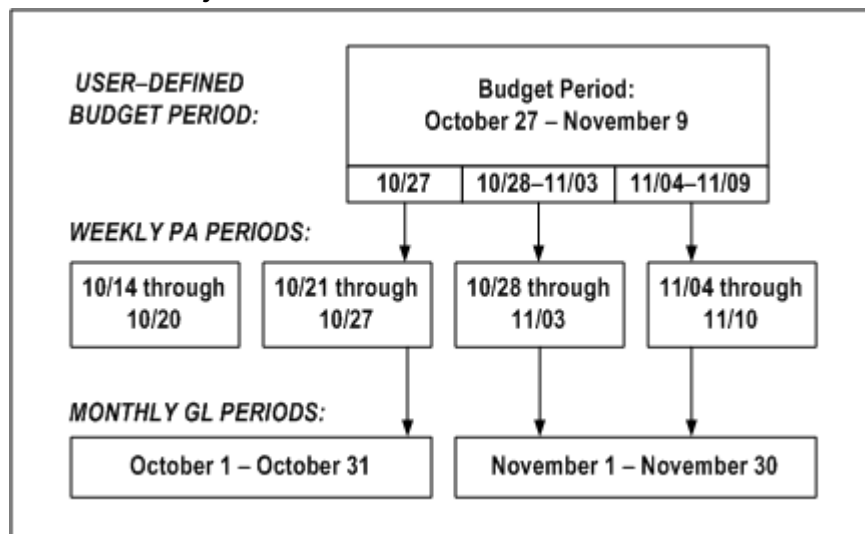 USER–DEFINED
BUDGET PERIOD:
Budget Period:
October 27 – November 9
10/27
10/28–11/03
11/04–11/09
WEEKLY PA PERIODS:
10/14 through
10/20
10/21 through
10/27
10/28 through
11/03
11/04 through
11/10
MONTHLY GL PERIODS:
October 1 – October 31
November 1 – November 30